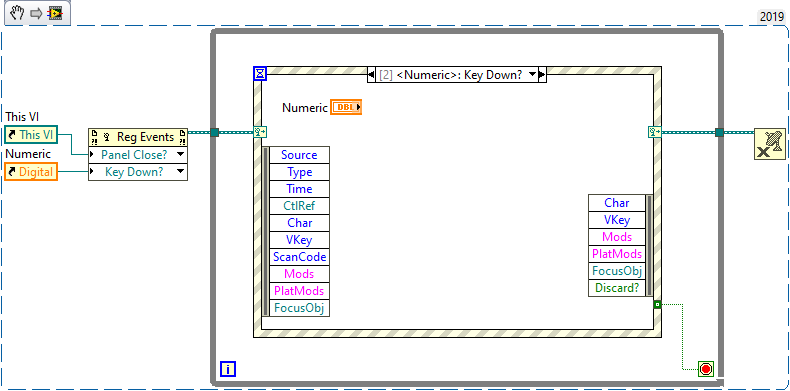 2019
[2] <Numeric>: Key Down?
Numeric
DBL
This VI
This VI
Numeric
Digital
Reg Events
Panel Close?
Key Down?
Source
Type
Time
CtlRef
Char
VKey
ScanCode
Mods
PlatMods
FocusObj
Char
VKey
Mods
PlatMods
FocusObj
Discard?
i